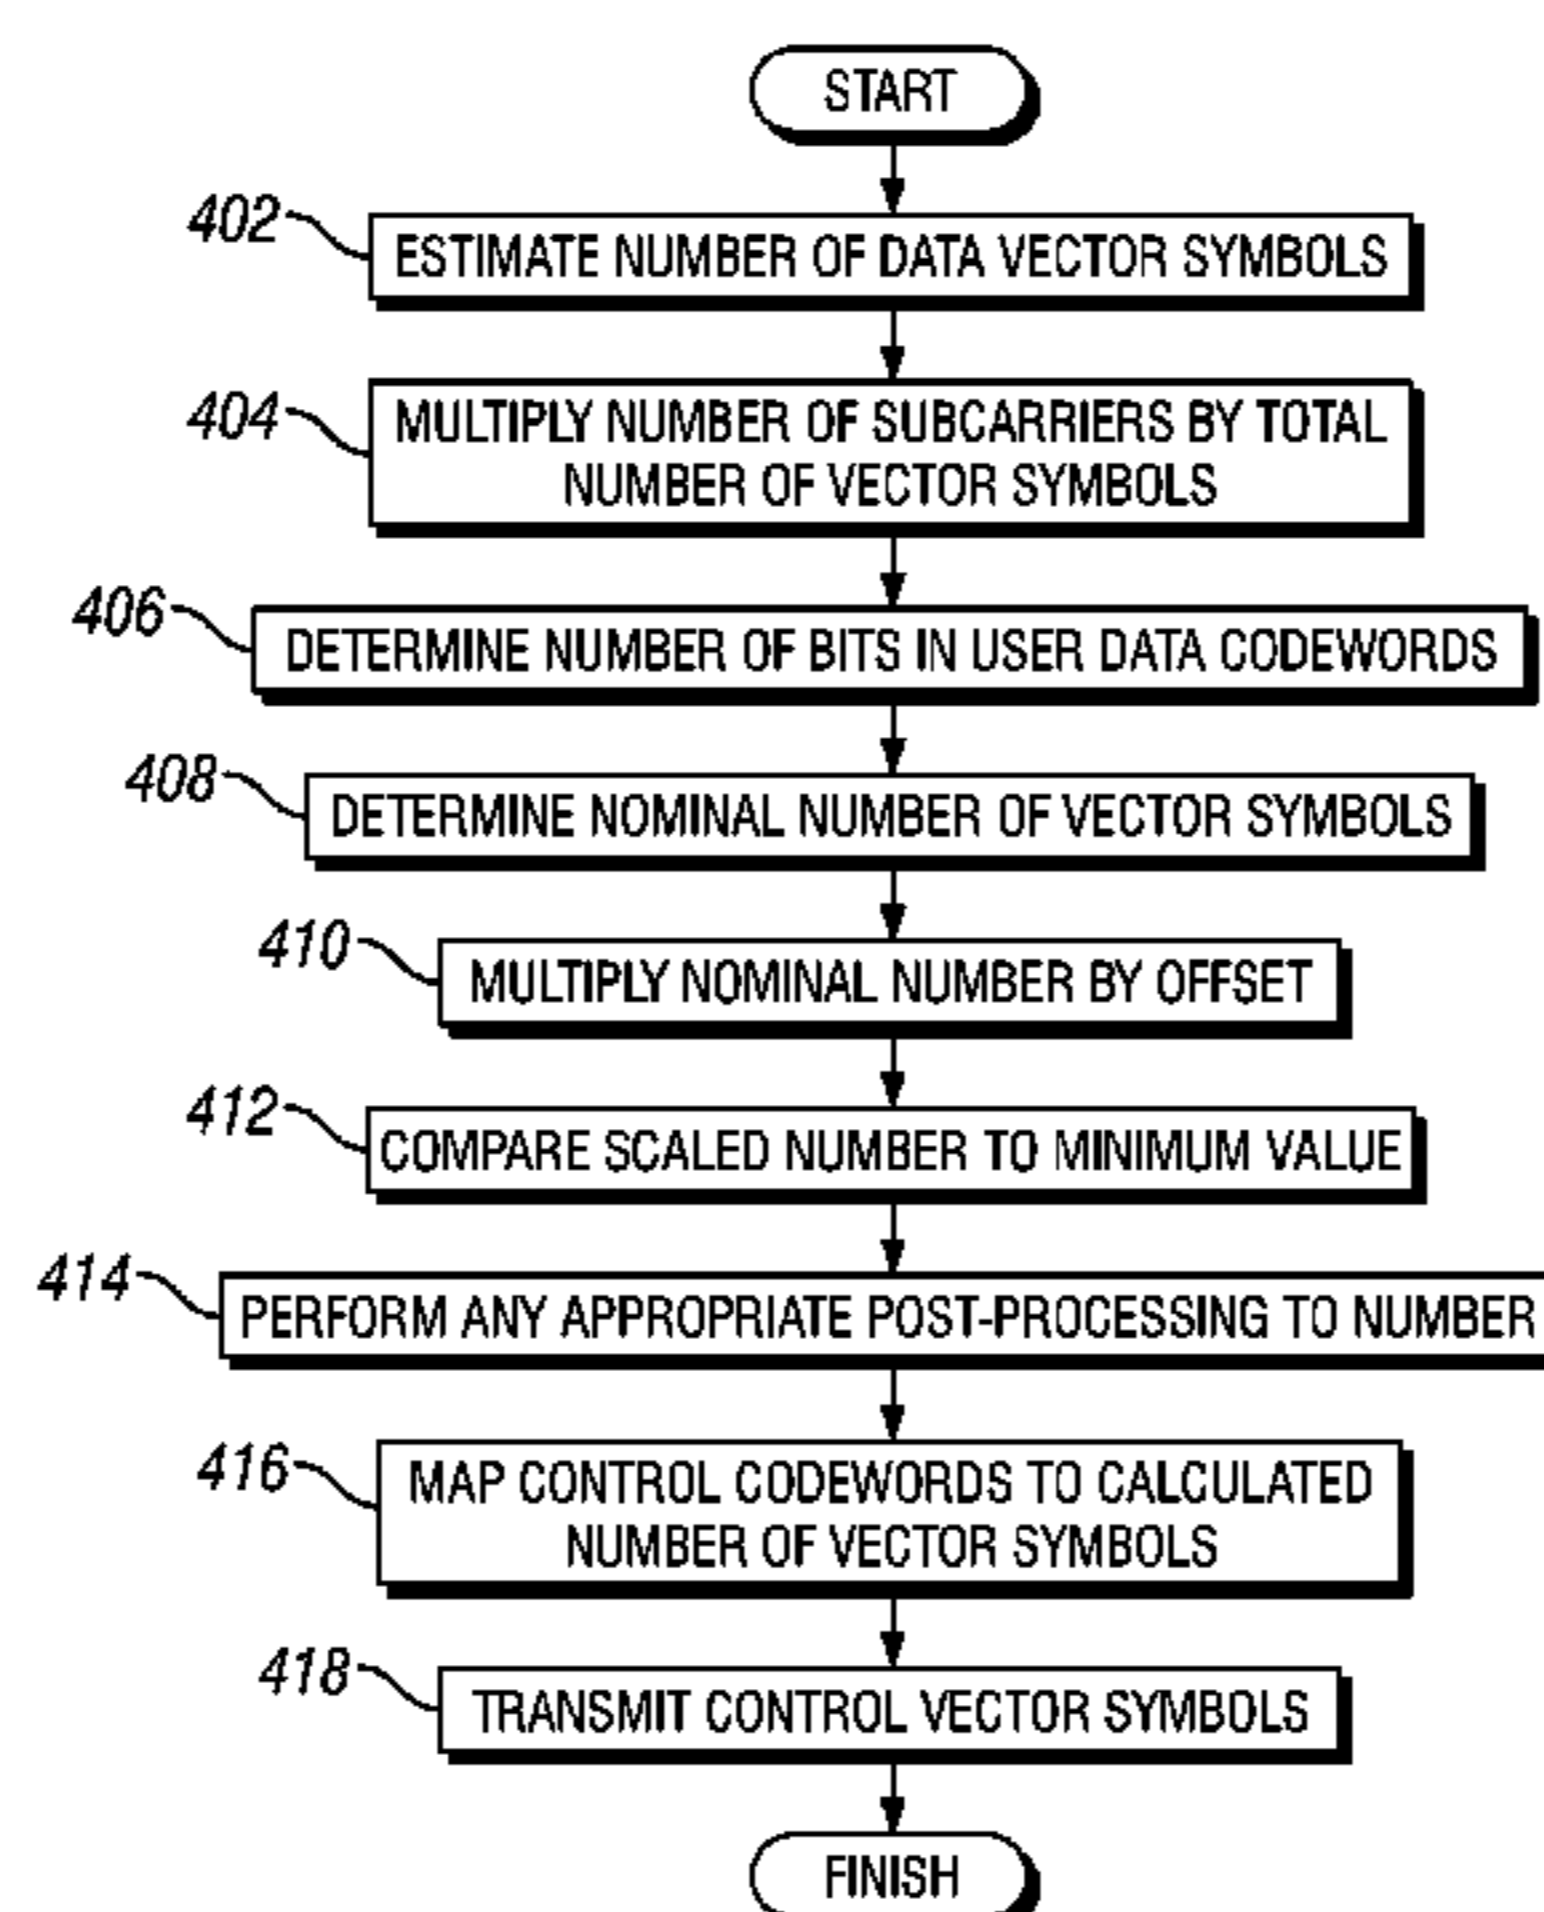 START
402
ESTIMATE NUMBER OF DATA VECTOR SYMBOLS
404
MULTIPLY NUMBER OF SUBCARRIERS BY TOTAL
NUMBER OF VECTOR SYMBOLS
406
DETERMINE NUMBER OF BITS IN USER DATA CODEWORDS
408
DETERMINE NOMINAL NUMBER OF VECTOR SYMBOLS
410
MULTIPLY NOMINAL NUMBER BY OFFSET
412
COMPARE SCALED NUMBER TO MINIMUM VALUE
414
PERFORM ANY APPROPRIATE POST-PROCESSING TO NUMBER
416
MAP CONTROL CODEWORDS TO CALCULATED
NUMBER OF VECTOR SYMBOLS
418
TRANSMIT CONTROL VECTOR SYMBOLS
FINISH